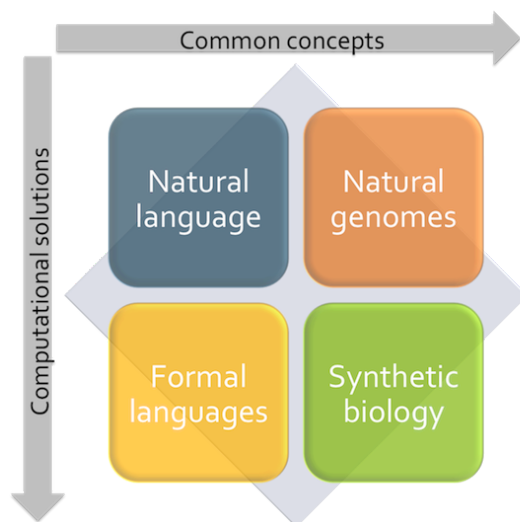 Common concepts
Computational solutions
Natural
language
Natural
genomes
Formal
languages
Synthetic
biology